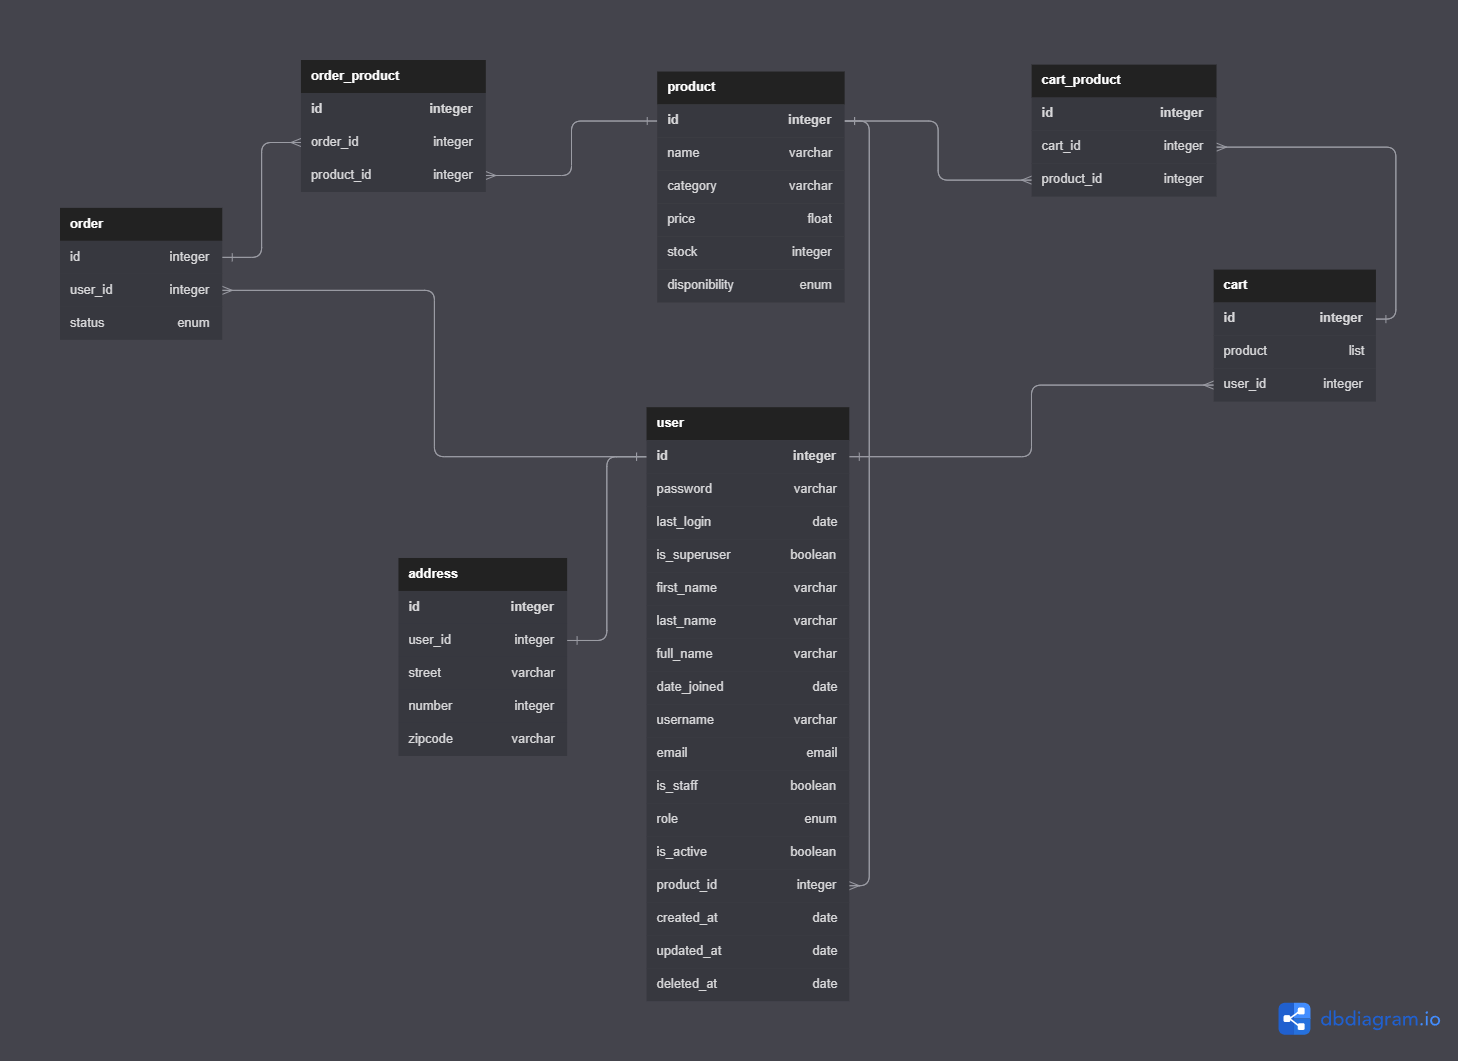 order_product
id integer
order_id integer
product_id integer
product
id integer
name varchar
category varchar
price float
stock integer
disponibility enum
cart_product
id integer
cart_id integer
product_id integer
order
id integer
user_id integer
status enum
cart
id integer
product list
user_id integer
user
id integer
password varchar
last_login date
is_superuser boolean
first_name varchar
last_name varchar
full_name varchar
date_joined date
username varchar
email email
is_staff boolean
role enum
is_active boolean
product_id integer
created_at date
updated_at date
deleted_at date
address
id integer
user_id integer
street varchar
number integer
zipcode varchar
dbdiagram.io